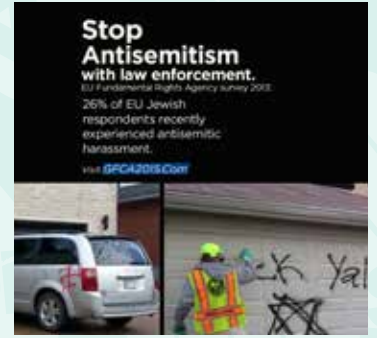 Stop
Antisemitism
with law enforcement.
EU Fundamental Rights Agency survey 2013:
26% of EU Jewish
respondents recently
experienced antisemitic
harassment.
Visit GFCA2015.Com